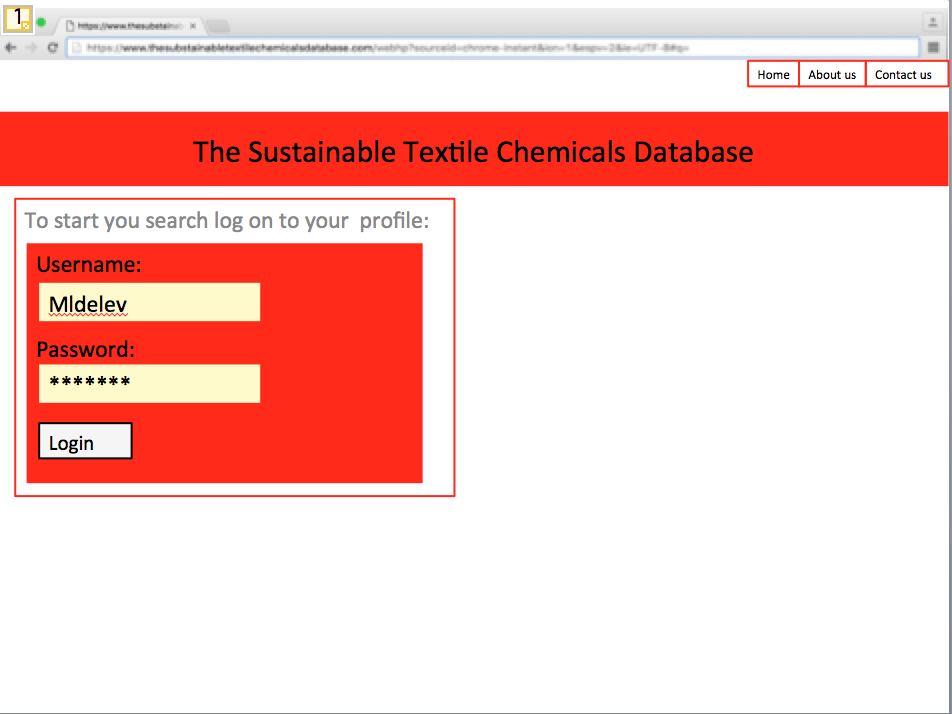 1
https://www.thesubstain
https://www.thesubstainabletextilechemicalsdatabase.com/webhp?sourceid=chrome-instant&ion=1&espv=2&ie=UTF-8#q=
Home About us Contact us
The Sustainable Textile Chemicals Database
To start you search log on to your profile:
Username:
Mldelev
Password:
*******
Login